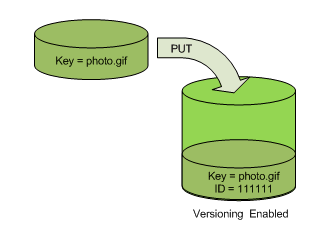 Key = photo.gif
PUT
Key = photo.gif
ID = 111111
Versioning Enabled